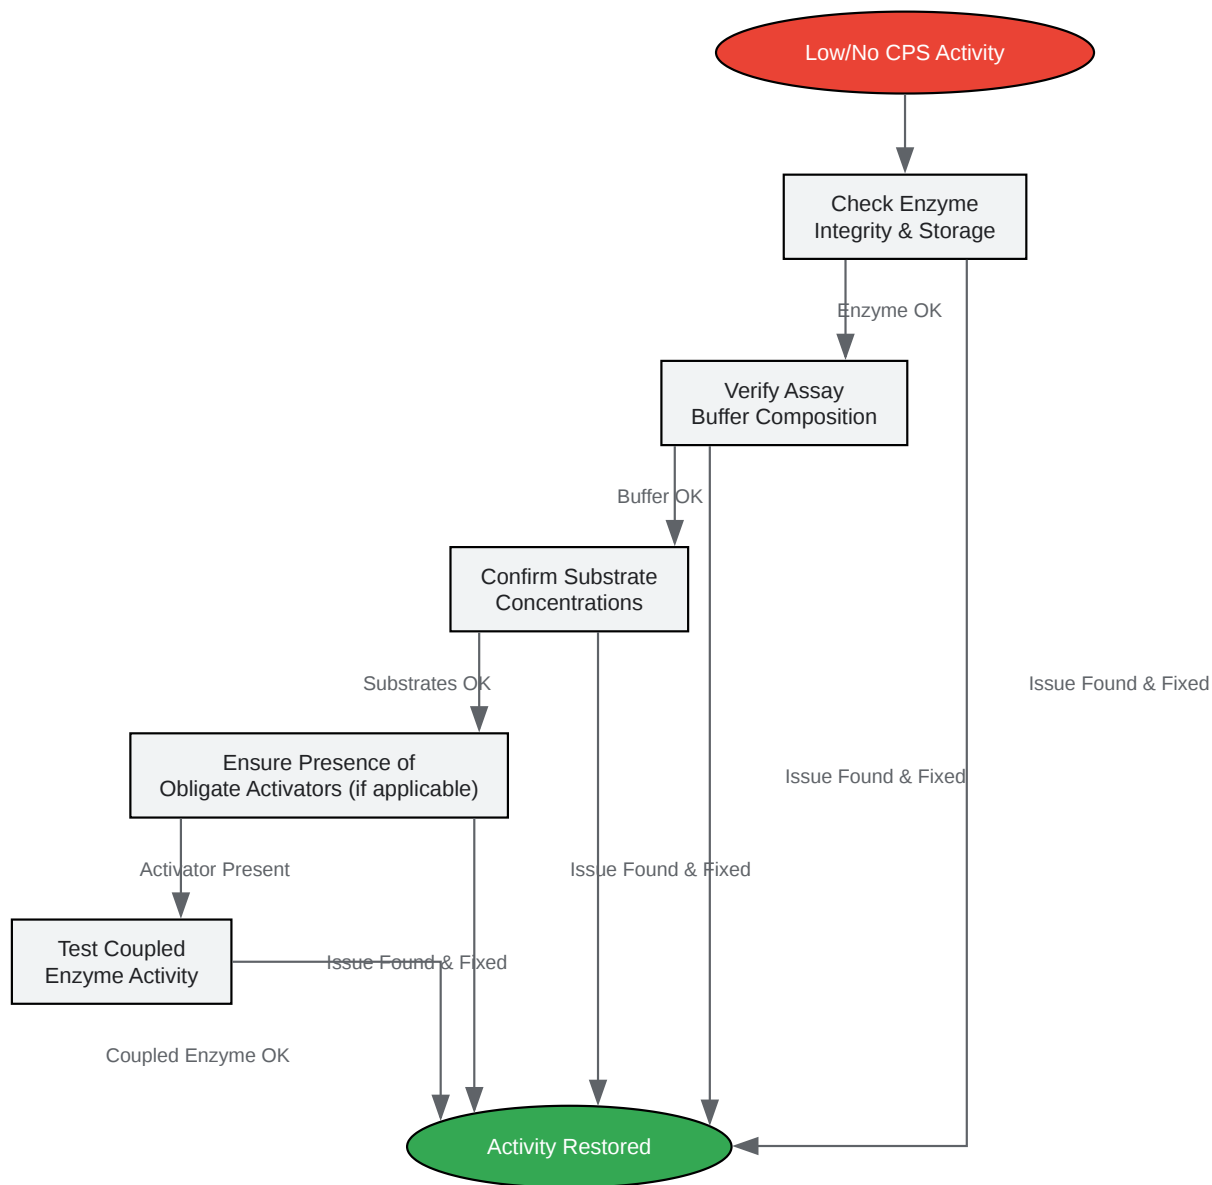 Low/No CPS Activity
Check Enzyme
Integrity & Storage
Enzyme OK
Verify Assay
Buffer Composition
Buffer OK
Confirm Substrate
Concentrations
Substrates OK
Issue Found & Fixed
Ensure Presence of
Obligate Activators (if applicable)
Issue Found & Fixed
Activator Present
Issue Found & Fixed
Test Coupled
Enzyme Activity
Issue Found & Fixed
Coupled Enzyme OK
Activity Restored